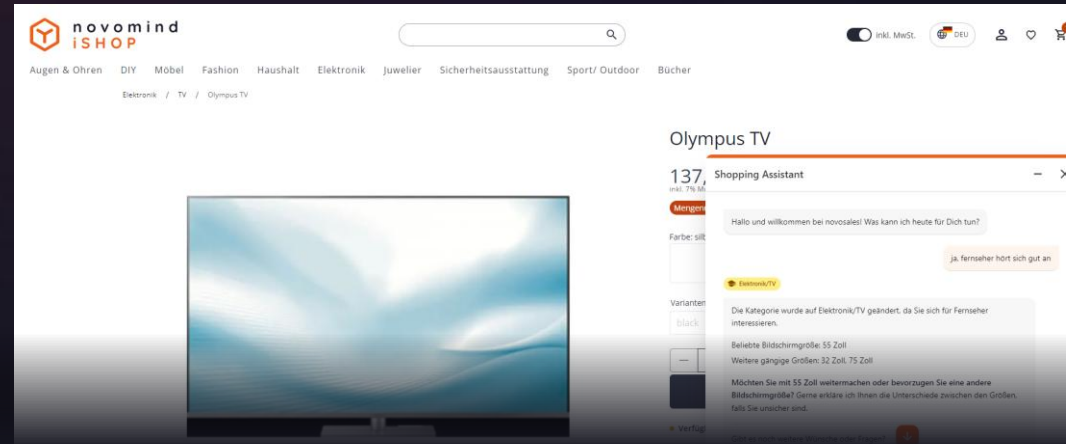 novomind
iSHOP
inkl. MwSt.
DEU
Augen & Ohren DIY Möbel Fashion Haushalt Elektronik Juwelier Sicherheitsausstattung Sport/ Outdoor Bücher
Elektronik / TV / Olympus TV
Olympus TV
137,
inkl. 7% M
Mengen
Farbe: silb
Varianten
black
Verfüg
Shopping Assistant
Hallo und willkommen bei novosales! Was kann ich heute für Dich tun?
ja, fernseher hört sich gut an
Elektronik/TV
Die Kategorie wurde auf Elektronik/TV geändert, da Sie sich für Fernseher
interessieren.
Beliebte Bildschirmgröße: 55 Zoll
Weitere gängige Größen: 32 Zoll, 75 Zoll
Möchten Sie mit 55 Zoll weitermachen oder bevorzugen Sie eine andere
Bildschirmgröße? Gerne erkläre ich Ihnen die Unterschiede zwischen den Größen,
falls Sie unsicher sind.